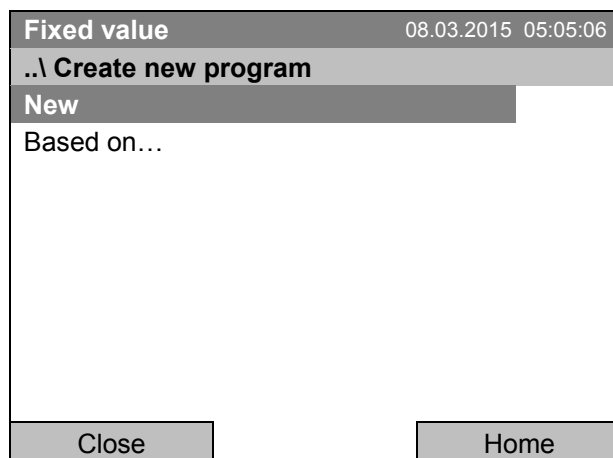 Fixed value 08.03.2015 05:05:06
..\ Create new program
New
Based on…
Close Home